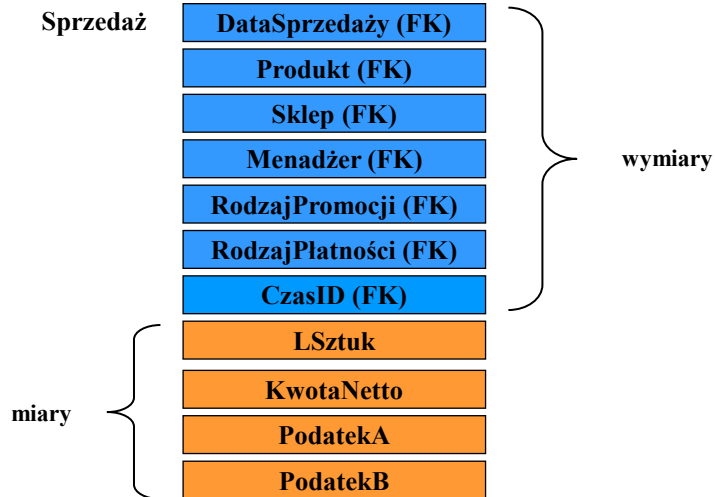 Sprzedaż
DataSprzedaży (FK)
Produkt (FK)
Sklep (FK)
Menadżer (FK)
wymiary
RodzajPromocji (FK)
RodzajPłatności (FK)
CzasID (FK)
LSztuk
KwotaNetto
miary
PodatekA
PodatekB